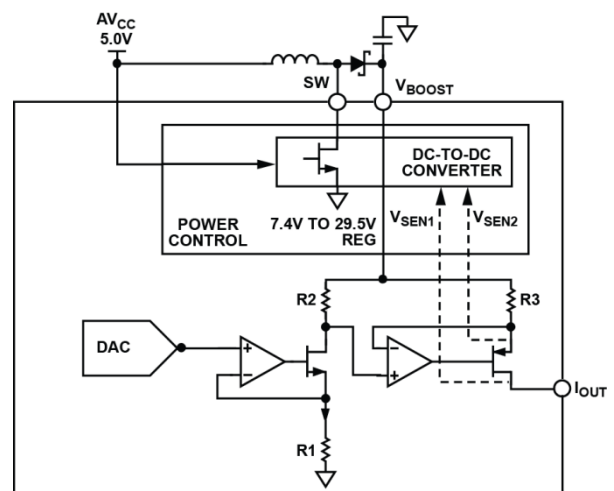 AVCC
5.0V
SW
VBOOST
DC-TO-DC
CONVERTER
POWER
CONTROL
7.4V TO 29.5V
REG
VSEN1
VSEN2
R2
R3
DAC
+
−
−
+
IOUT
R1